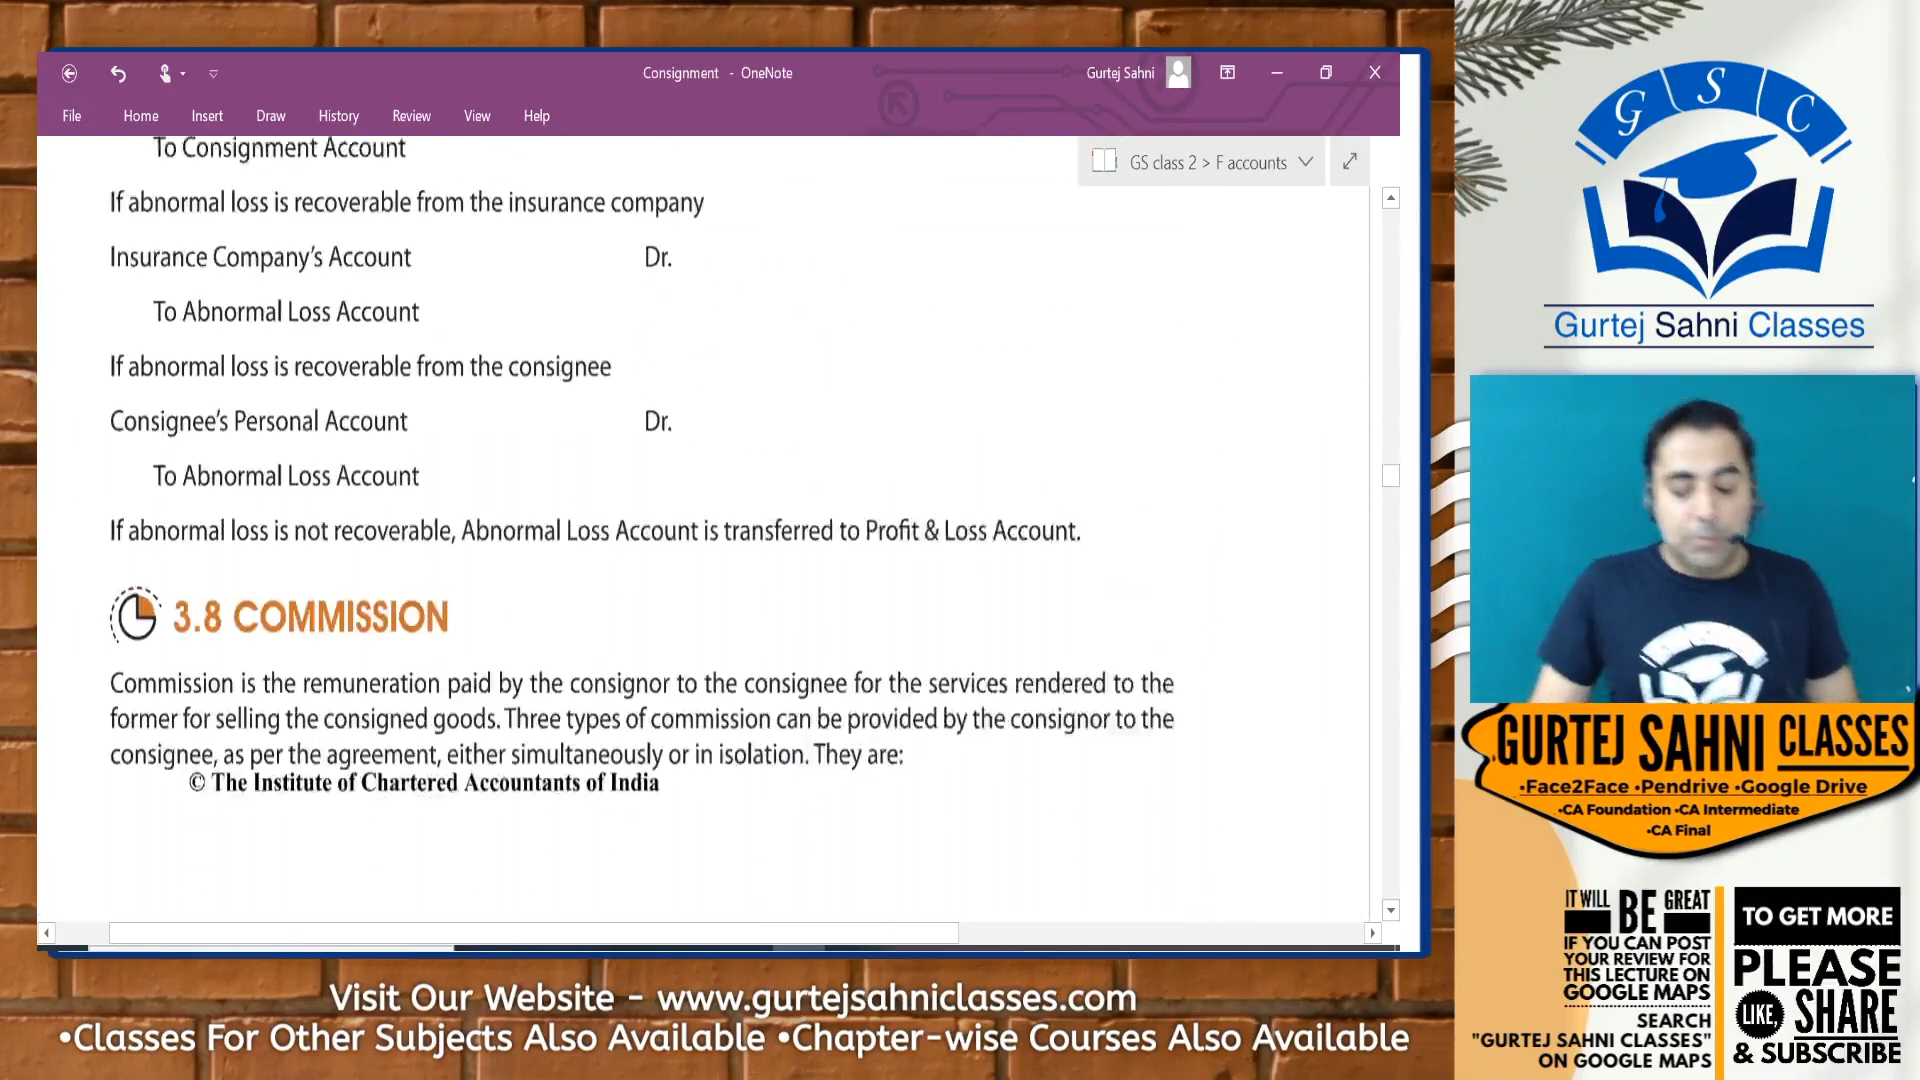 Consignment - OneNote
Gurtej Sahni
File Home Insert Draw History Review View Help
GS class 2 > F accounts
To Consignment Account
If abnormal loss is recoverable from the insurance company
Insurance Company's Account Dr.
To Abnormal Loss Account
If abnormal loss is recoverable from the consignee
Consignee's Personal Account Dr.
To Abnormal Loss Account
If abnormal loss is not recoverable, Abnormal Loss Account is transferred to Profit & Loss Account.
3.8 COMMISSION
Commission is the remuneration paid by the consignor to the consignee for the services rendered to the
former for selling the consigned goods. Three types of commission can be provided by the consignor to the
consignee, as per the agreement, either simultaneously or in isolation. They are:
© The Institute of Chartered Accountants of India
G S C
Gurtej Sahni Classes
GURTEJ SAHNI CLASSES
•Face2Face •Pendrive •Google Drive
•CA Foundation •CA Intermediate
•CA Final
IT WILL BE GREAT
IF YOU CAN POST
YOUR REVIEW FOR
THIS LECTURE ON
GOOGLE MAPS
SEARCH
"GURTEJ SAHNI CLASSES"
ON GOOGLE MAPS
TO GET MORE
PLEASE
LIKE, SHARE
& SUBSCRIBE
Visit Our Website - www.gurtejsahniclasses.com
•Classes For Other Subjects Also Available •Chapter-wise Courses Also Available